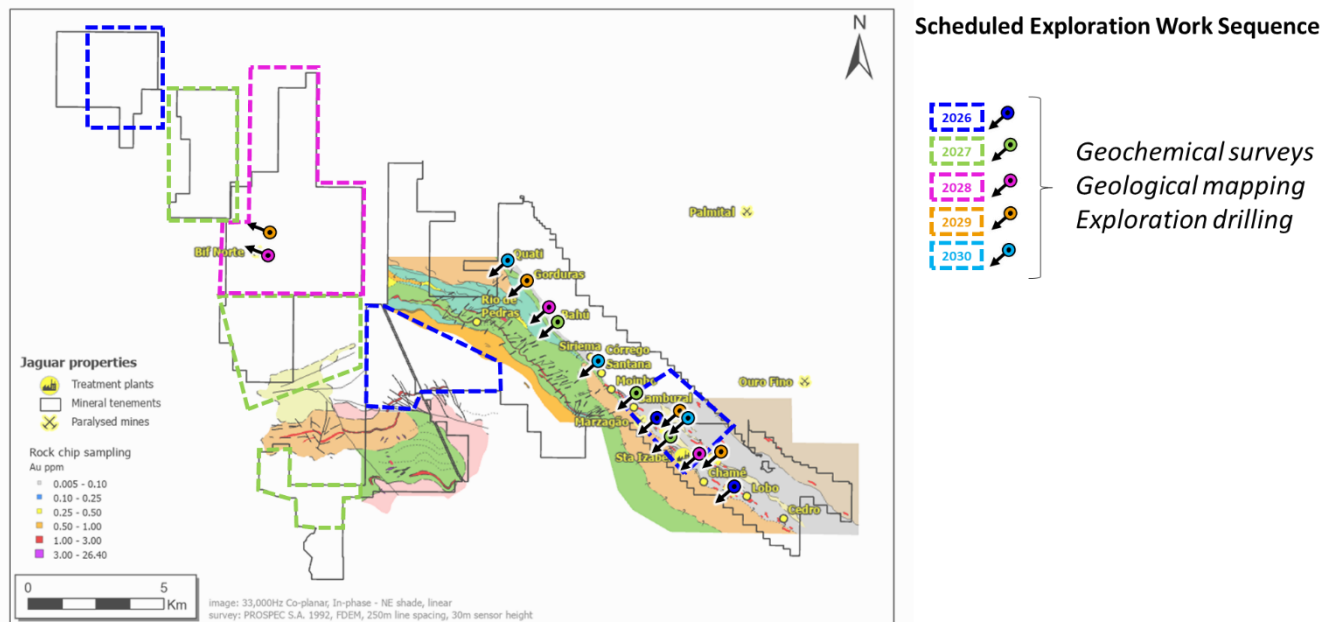 Scheduled Exploration Work Sequence
2026
2027
2028
2029
2030
Geochemical surveys
Geological mapping
Exploration drilling
N
Palmital
Bif Norte
Quati
Gorduras
Rio de
Pedras
Bahú
Siriema
Córrego
Santana
Moinho
Ouro Fino
Marzagão
Chamé
Lobo
Cedro
Jaguar properties
Treatment plants
Mineral tenements
Paralysed mines
Rock chip sampling
Au ppm
0.005 - 0.10
0.10 - 0.25
0.25 - 0.50
0.50 - 1.00
1.00 - 3.00
3.00 - 26.40
0
5
Km
image: 33,000Hz Co-planar, In-phase - NE shade, linear
survey: PROSPEC S.A. 1992, FDEM, 250m line spacing, 30m sensor height